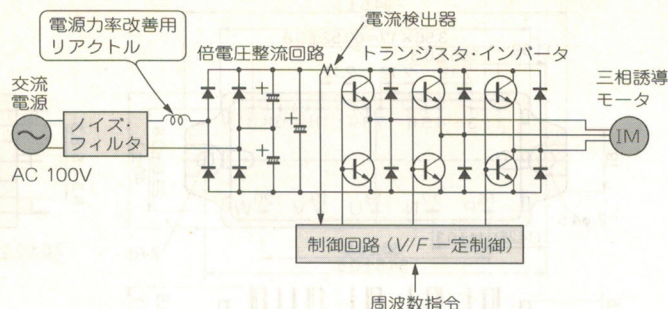 電源力率改善用
リアクトル
電流検出器
倍電圧整流回路
トランジスタ・インバータ
交流
電源
ノイズ・
フィルタ
AC 100V
三相誘導
モータ
IM
制御回路(V/F 一定制御)
周波数指令